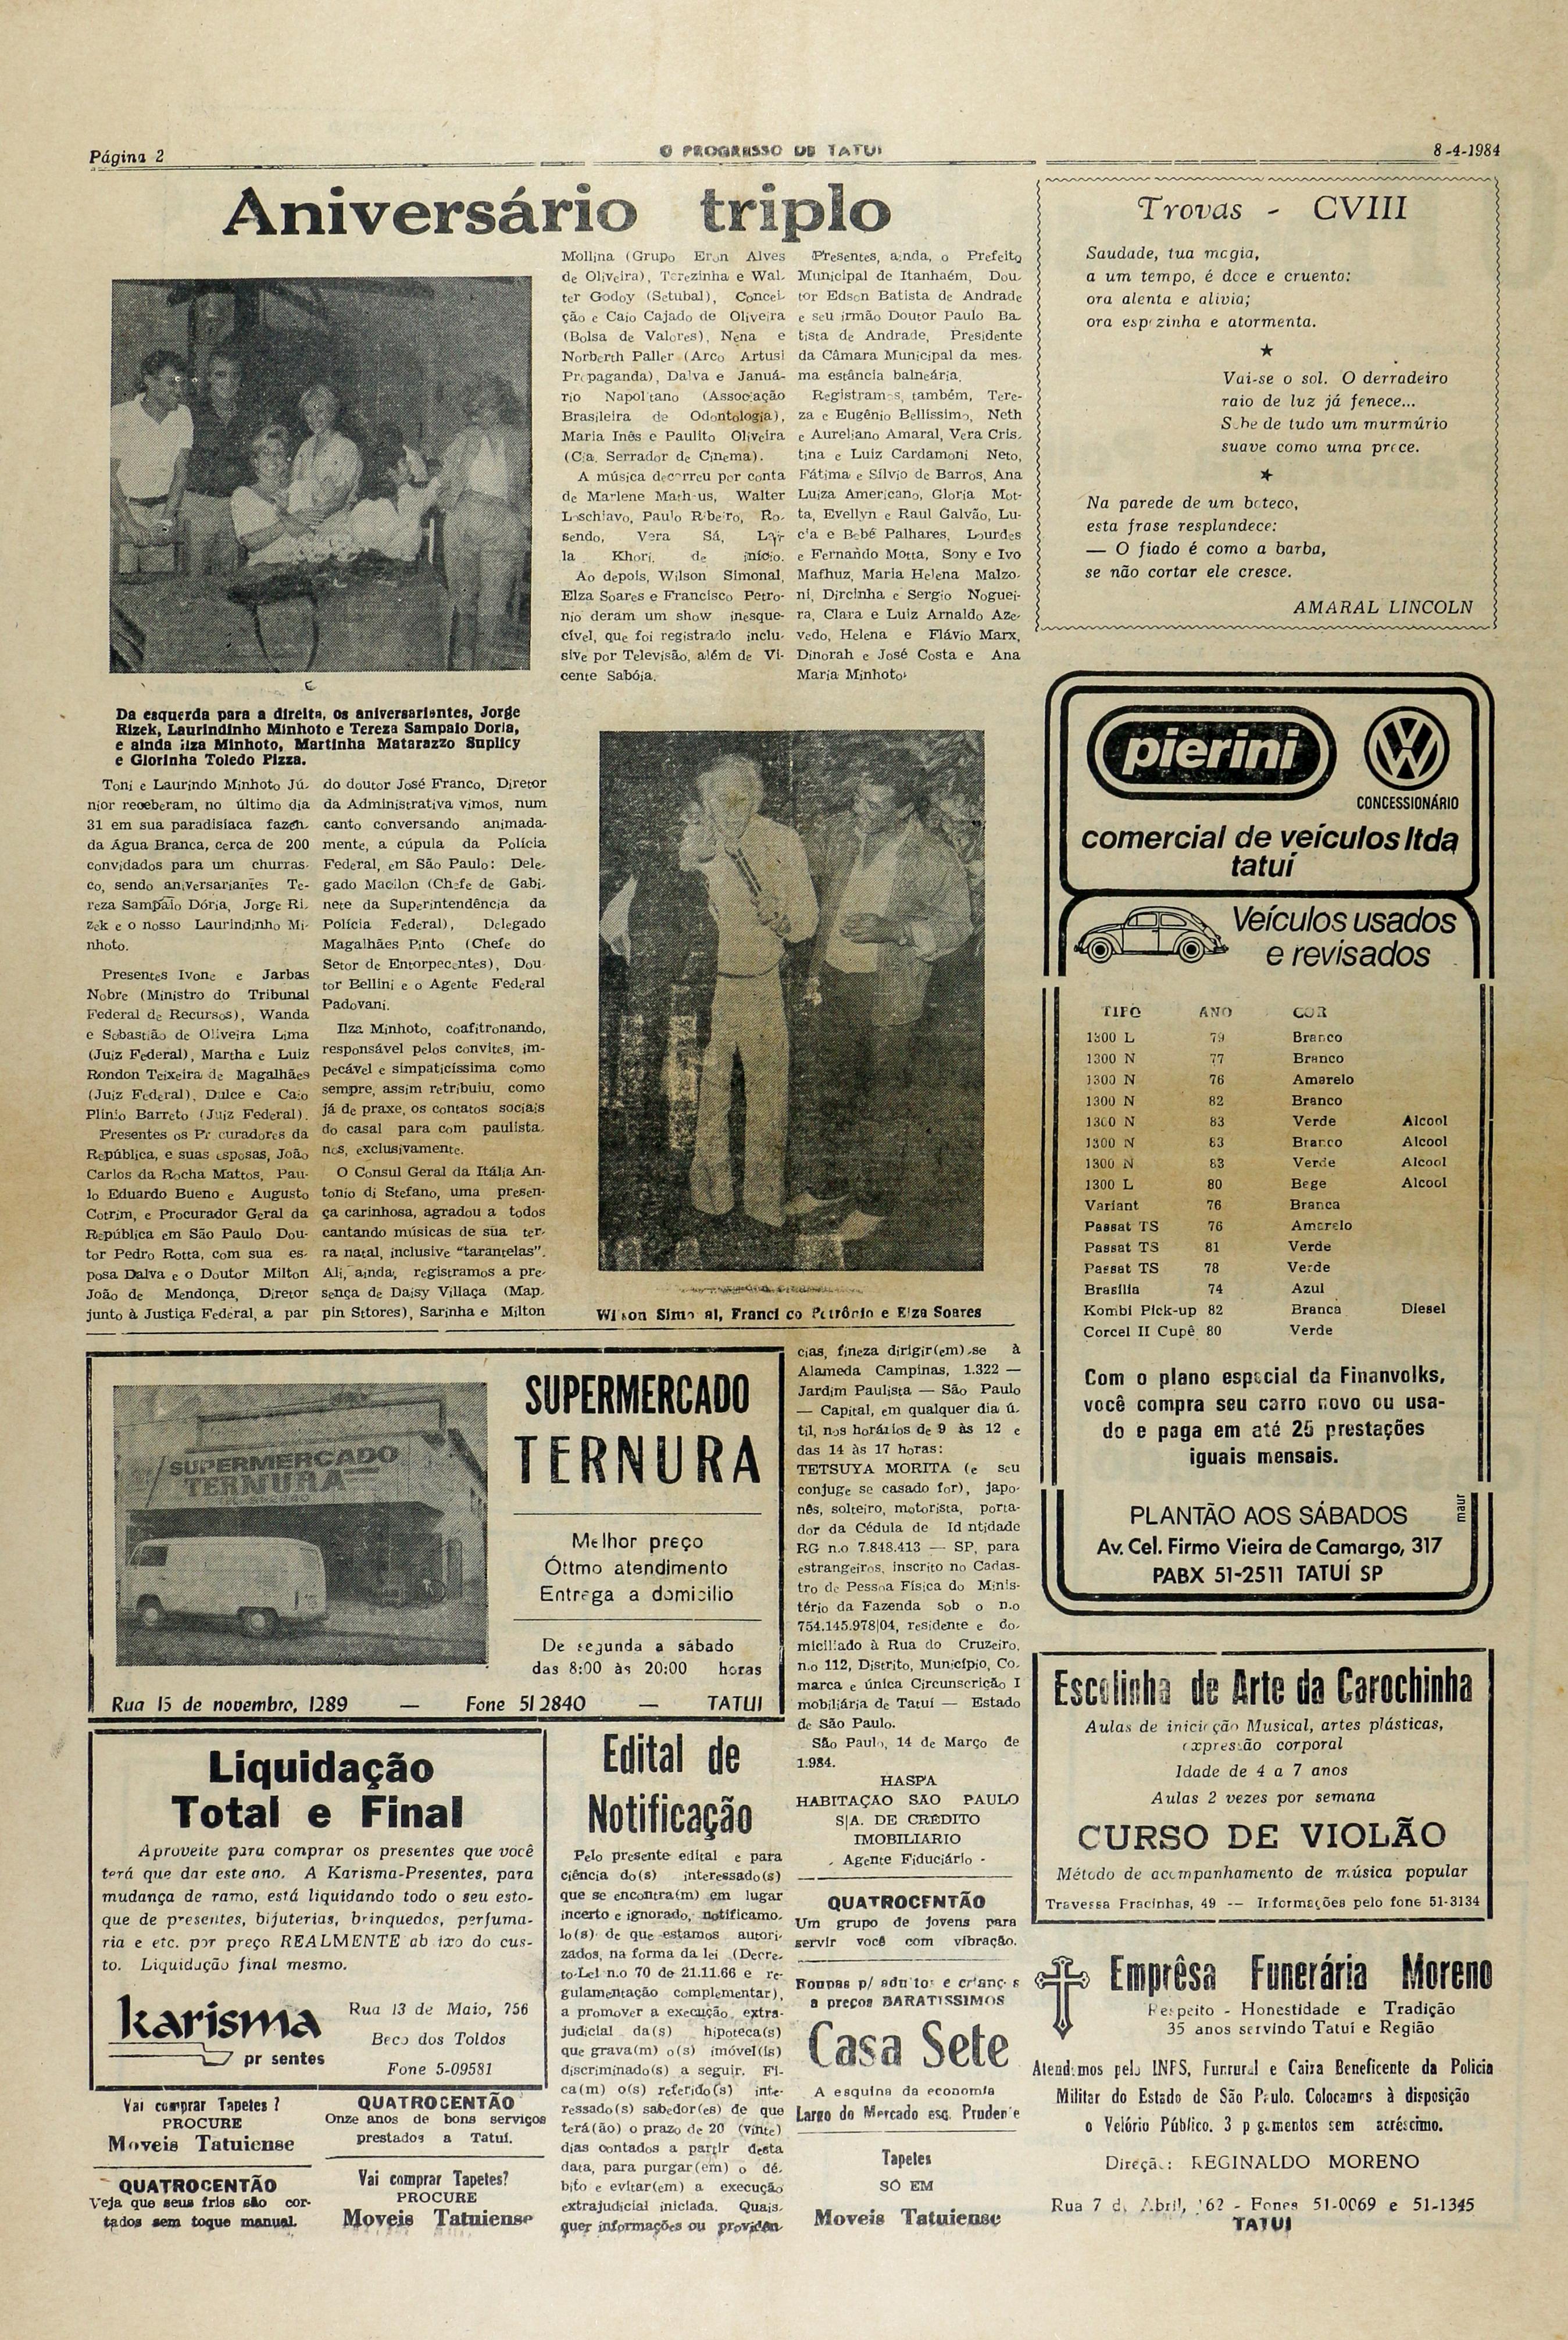 Página 2
O PROGRESSO DE TATUI
8-4-1984
Aniversário triplo
Da esquerda para a direita, os aniversariantes, Jorge
Rizek, Laurindinho Minhoto e Tereza Sampaio Doria,
e ainda ilza Minhoto, Martinha Matarazzo Suplicy
e Glorinha Toledo Pizza.
Toni e Laurindo Minhoto Jú-
nior receberam, no último dia
31 em sua paradisíaca fazen-
da Água Branca, cerca de 200
convidados para um churras-
co, sendo aniversariantes Te-
reza Sampaio Dória, Jorge Ri-
zek e o nosso Laurindinho Mi-
nhoto.
Presentes Ivone e Jarbas
Nobre (Ministro do Tribunal
Federal de Recursos), Wanda
e Sebastião de Oliveira Lima
(Juiz Federal), Martha e Luiz
Rondon Teixeira de Magalhães
(Juiz Federal), Dulce e Caio
Plinio Barreto (Juiz Federal).
Presentes os Pr curadores da
República, e suas esposas, João
Carlos da Rocha Mattos, Pau-
lo Eduardo Bueno e Augusto
Cotrim, e Procurador Geral da
República em São Paulo Dou-
tor Pedro Rotta, com sua es-
posa Dalva e o Doutor Milton
João de Mendonça, Diretor
junto à Justiça Federal, a par
do doutor José Franco, Diretor
da Administrativa vimos, num
canto conversando animada-
mente, a cúpula da Polícia
Federal, em São Paulo: Dele-
gado Macilon (Chefe de Gabi-
nete da Superintendência da
Polícia Federal), Delegado
Magalhães Pinto (Chefe do
Setor de Entorpecentes), Dou-
tor Bellini e o Agente Federal
Padovani.
Ilza Minhoto, coafitronando,
responsável pelos convites, im-
pecável e simpaticíssima como
sempre, assim retribuiu, como
já de praxe, os contatos sociais
do casal para com paulista-
nos, exclusivamente.
O Consul Geral da Itália An-
tonio di Stefano, uma presen-
ça carinhosa, agradou a todos
cantando músicas de sua ter-
ra natal, inclusive "tarantelas".
Ali, ainda, registramos a pre-
sença de Daisy Villaça (Map-
pin Sttores), Sarinha e Milton
Mollina (Grupo Eron Alves
de Oliveira), Terezinha e Wal-
ter Godoy (Setubal), Concei-
ção e Caio Cajado de Oliveira
(Bolsa de Valores), Nena e
Norberth Paller (Arco Artusi
Propaganda), Dalva e Januá-
rio Napolitano (Associação
Brasileira de Odontologia),
Maria Inês e Paulito Oliveira
(Cia. Serrador de Cinema).
A música decorreu por conta
de Marlene Math-us, Walter
Loschiavo, Paulo Ribeiro, Ro-
sendo, Vera Sá,
la Khori, de início.
Ao depois, Wilson Simonal,
Elza Soares e Francisco Petro-
nio deram um show inesque-
cível, que foi registrado inclu-
sive por Televisão, além de Vi-
cente Sabóia.
Presentes, ainda, o Prefeito
Municipal de Itanhaém, Dou-
tor Edson Batista de Andrade
e seu irmão Doutor Paulo Ba-
tista de Andrade, Presidente
da Câmara Municipal da mes-
ma estância balneária.
Registram-s, também, Tere-
za e Eugênio Bellissimo, Neth
e Aureliano Amaral, Vera Cris-
tina e Luiz Cardamoni Neto,
Fátima e Sílvio de Barros, Ana
Luiza Americano, Gloria Mot-
ta, Evellyn e Raul Galvão, Lu-
c'a e Bebé Palhares, Lourdes
e Fernando Motta, Sony e Ivo
Mafhuz, Maria Helena Malzo-
ni, Dircinha e Sergio Noguei-
ra, Clara e Luiz Arnaldo Aze-
vedo, Helena e Flávio Marx,
Dinorah e José Costa e Ana
Maria Minhoto.
Wilson Simo al, Franci co Petrônio e Elza Soares
Trovas - CVIII
Saudade, tua magia,
a um tempo, é doce e cruento:
ora alenta e alivia;
ora espezinha e atormenta.
Vai-se o sol. O derradeiro
raio de luz já fenece...
Sobe de tudo um murmúrio
suave como uma prece.
Na parede de um boteco,
esta frase resplandece:
— O fiado é como a barba,
se não cortar ele cresce.
AMARAL LINCOLN
pierini
CONCESSIONÁRIO
comercial de veículos ltda
tatuí
Veículos usados
e revisados
TIPO ANO COR
1300 L 79 Branco
1300 N 77 Branco
1300 N 76 Amarelo
1300 N 82 Branco
1300 N 83 Verde Alcool
1300 N 83 Branco Alcool
1300 N 83 Verde Alcool
1300 L 80 Bege Alcool
Variant 76 Branca
Passat TS 76 Amarelo
Passat TS 81 Verde
Passat TS 78 Verde
Brasília 74 Azul
Kombi Pick-up 82 Branca Diesel
Corcel II Cupê 80 Verde
Com o plano especial da Finanvolks,
você compra seu carro novo ou usa-
do e paga em até 25 prestações
iguais mensais.
PLANTÃO AOS SÁBADOS
maur
Av. Cel. Firmo Vieira de Camargo, 317
PABX 51-2511 TATUÍ SP
SUPERMERCADO
TERNURA
SUPERMERCADO
TERNURA
Melhor preço
Óttmo atendimento
Entrega a domicilio
De segunda a sábado
das 8:00 às 20:00 horas
Rua 15 de novembro, 1289 — Fone 51 2840 — TATUI
Liquidação
Total e Final
Aproveite para comprar os presentes que você
terá que dar este ano. A Karisma-Presentes, para
mudança de ramo, está liquidando todo o seu esto-
que de presentes, bijuterias, brinquedos, perfuma-
ria e etc. por preço REALMENTE ab ixo do cus-
to. Liquidação final mesmo.
karisma
pr sentes
Rua 13 de Maio, 756
Beco dos Toldos
Fone 5-09581
Vai comprar Tapetes ?
PROCURE
Moveis Tatuiense
QUATROCENTÃO
Veja que seus frios são cor-
tados sem toque manual.
QUATROCENTÃO
Onze anos de bons serviços
prestados a Tatuí.
Vai comprar Tapetes?
PROCURE
Moveis Tatuiense
Edital de
Notificação
Pelo presente edital e para
ciência do(s) interessado(s)
que se encontra(m) em lugar
incerto e ignorado, notificamo-
lo(s) de que estamos autori-
zados, na forma da lei (Decre-
to-Lei n.o 70 de 21.11.66 e re-
gulamentação complementar),
a promover a execução extra-
judicial da(s) hipoteca(s)
que grava(m) o(s) imóvel(is)
discriminado(s) a seguir. Fi-
ca(m) o(s) referido(s) inte-
ressado(s) sabedor(es) de que
terá(ão) o prazo de 20 (vinte)
dias contados a partir desta
data, para purgar(em) o dé-
bito e evitar(em) a execução
extrajudicial iniciada. Quais-
quer informações ou providên-
cias, fineza dirigir(em)-se à
Alameda Campinas, 1.322 —
Jardim Paulista — São Paulo
— Capital, em qualquer dia ú-
til, nos horários de 9 às 12 e
das 14 às 17 horas:
TETSUYA MORITA (e seu
conjuge se casado for), japo-
nês, solteiro, motorista, porta-
dor da Cédula de Id ntidade
RG n.o 7.848.413 — SP, para
estrangeiros, inscrito no Cadas-
tro de Pessoa Física do Minis-
tério da Fazenda sob o n.o
754.145.978|04, residente e do-
miciliado à Rua do Cruzeiro,
n.o 112, Distrito, Município, Co-
marca e única Circunscrição I
mobiliária de Tatuí — Estado
de São Paulo.
São Paulo, 14 de Março de
1.984.
HASPA
HABITAÇÃO SÃO PAULO
S|A. DE CRÉDITO
IMOBILIARIO
- Agente Fiduciário -
QUATROCENTÃO
Um grupo de jovens para
servir você com vibração.
Roupas p/ adultos e crianç s
a preços BARATISSIMOS
Casa Sete
A esquina da economia
Largo do Mercado esq. Prudente
Tapetes
SÓ EM
Moveis Tatuiense
Escolinha de Arte da Carochinha
Aulas de iniciação Musical, artes plásticas,
expressão corporal
Idade de 4 a 7 anos
Aulas 2 vezes por semana
CURSO DE VIOLÃO
Método de acompanhamento de música popular
Travessa Pracinhas, 49 -- Informações pelo fone 51-3134
Emprêsa Funerária Moreno
Respeito - Honestidade e Tradição
35 anos servindo Tatuí e Região
Atendemos pelo INPS, Funrural e Caixa Beneficente da Policia
Militar do Estado de São Paulo. Colocamos à disposição
o Velório Público. 3 p gamentos sem acréscimo.
Direção: REGINALDO MORENO
Rua 7 de Abril, - Fones 51-0069 e 51-1345
TATUI